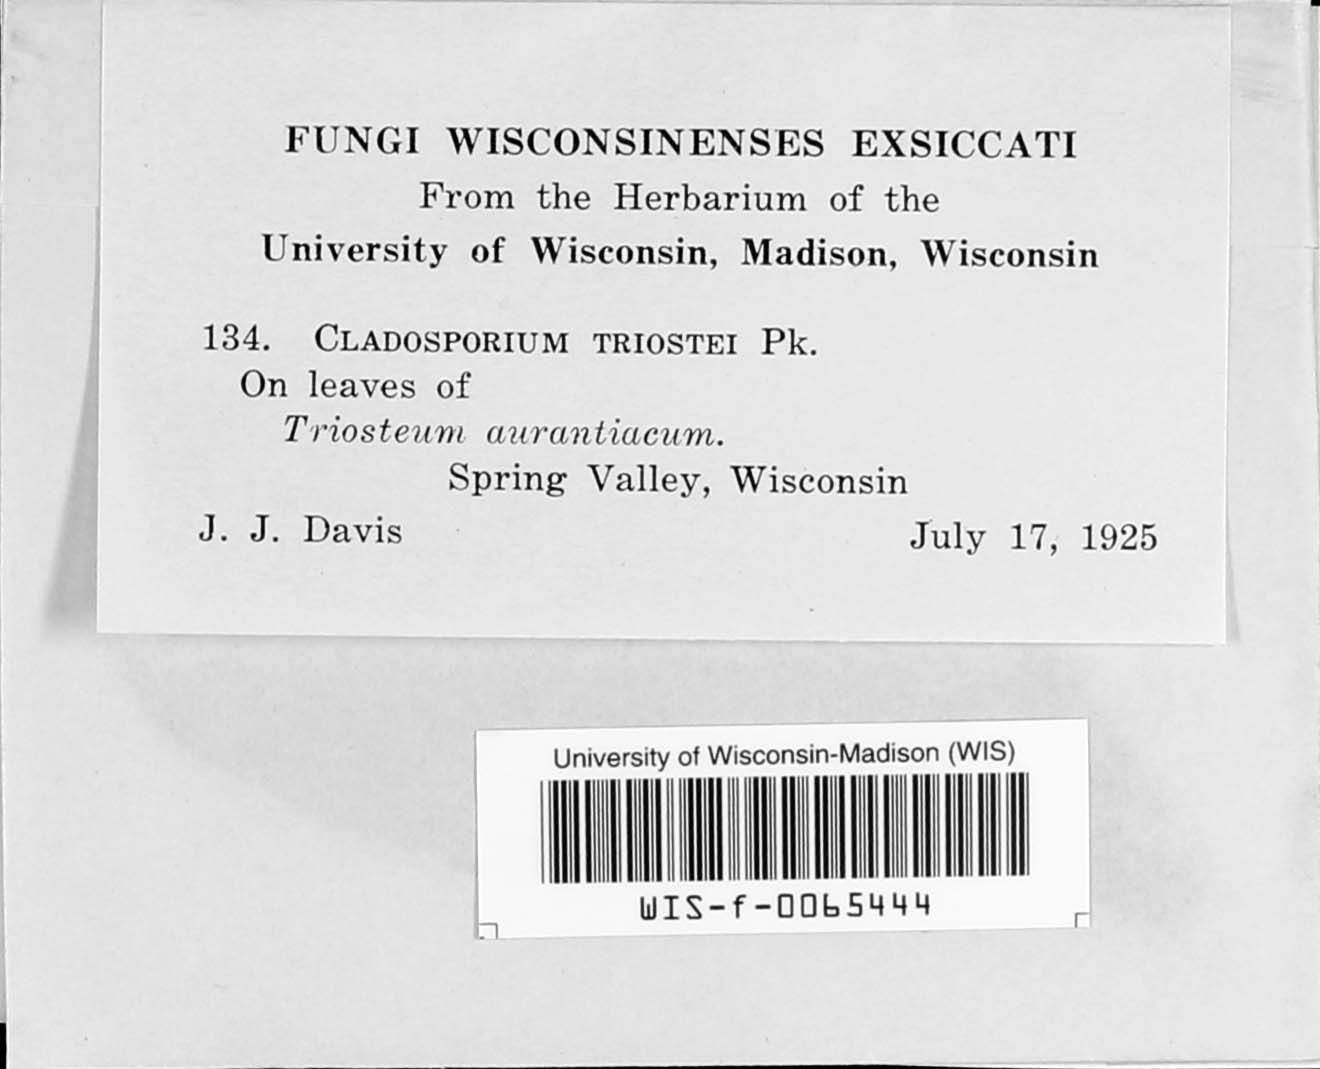 FUNGI WISCONSINENSES EXSICCATI
From the Herbarium of the
University of Wisconsin, Madison, Wisconsin
134. CLADOSPORIUM TRIOSTEI Pk.
On leaves of
Triosteum aurantiacum.
Spring Valley, Wisconsin
J. J. Davis July 17, 1925
University of Wisconsin-Madison (WIS)
WIS-f-0065444